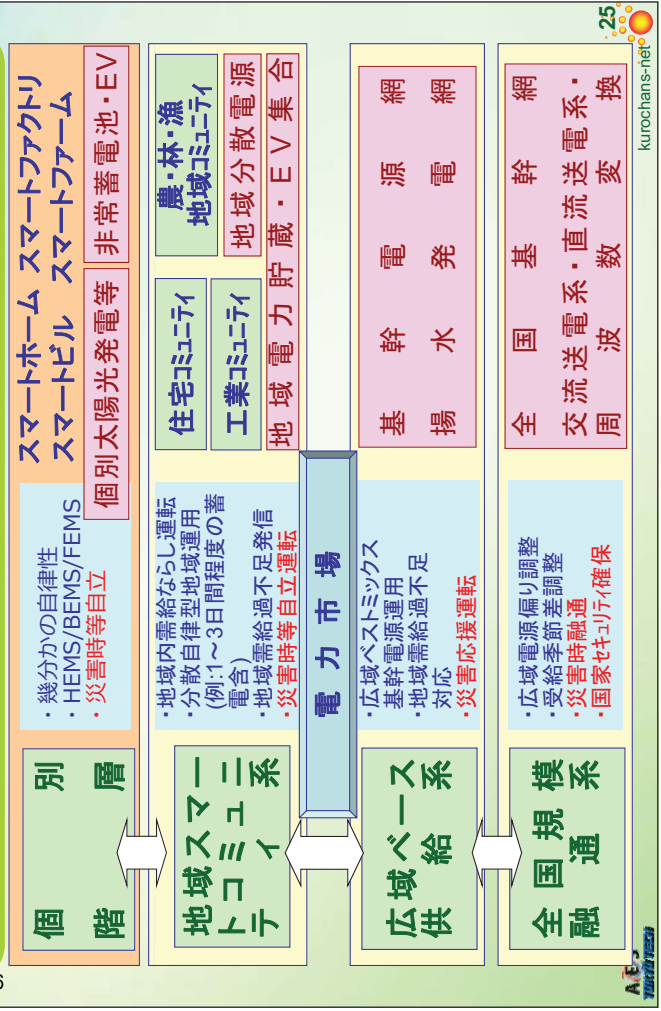 個別
階層
・幾分かの自律性
・HEMS/BEMS/FEMS
・災害時等自立
スマートホーム スマートファクトリ
スマートビル スマートファーム
個別太陽光発電等
非常蓄電池・EV
地域スマー
トコミュニ
ティ系
・地域内需給ならし運転
・分散自律型地域運用
(例:1～3日間程度の蓄
電含)
・地域需給過不足発信
・災害時等自立運転
住宅コミュニティ
工業コミュニティ
農・林・漁
地域コミュニティ
地域分散電源
地域電力貯蔵・EV集合
電力市場
広域ベース
供給
・広域ベストミックス
基幹電源運用
・地域需給過不足
対応
・災害応援運転
基幹電源網
揚水発電網
全国規模
融通系
・広域電源偏り調整
・受給季節差調整
・災害時融通
・国家セキュリティ確保
全国基幹網
交流送電系・直流送電系・
周波数変換
AES
TOKYOTECH
kurochans-net
25